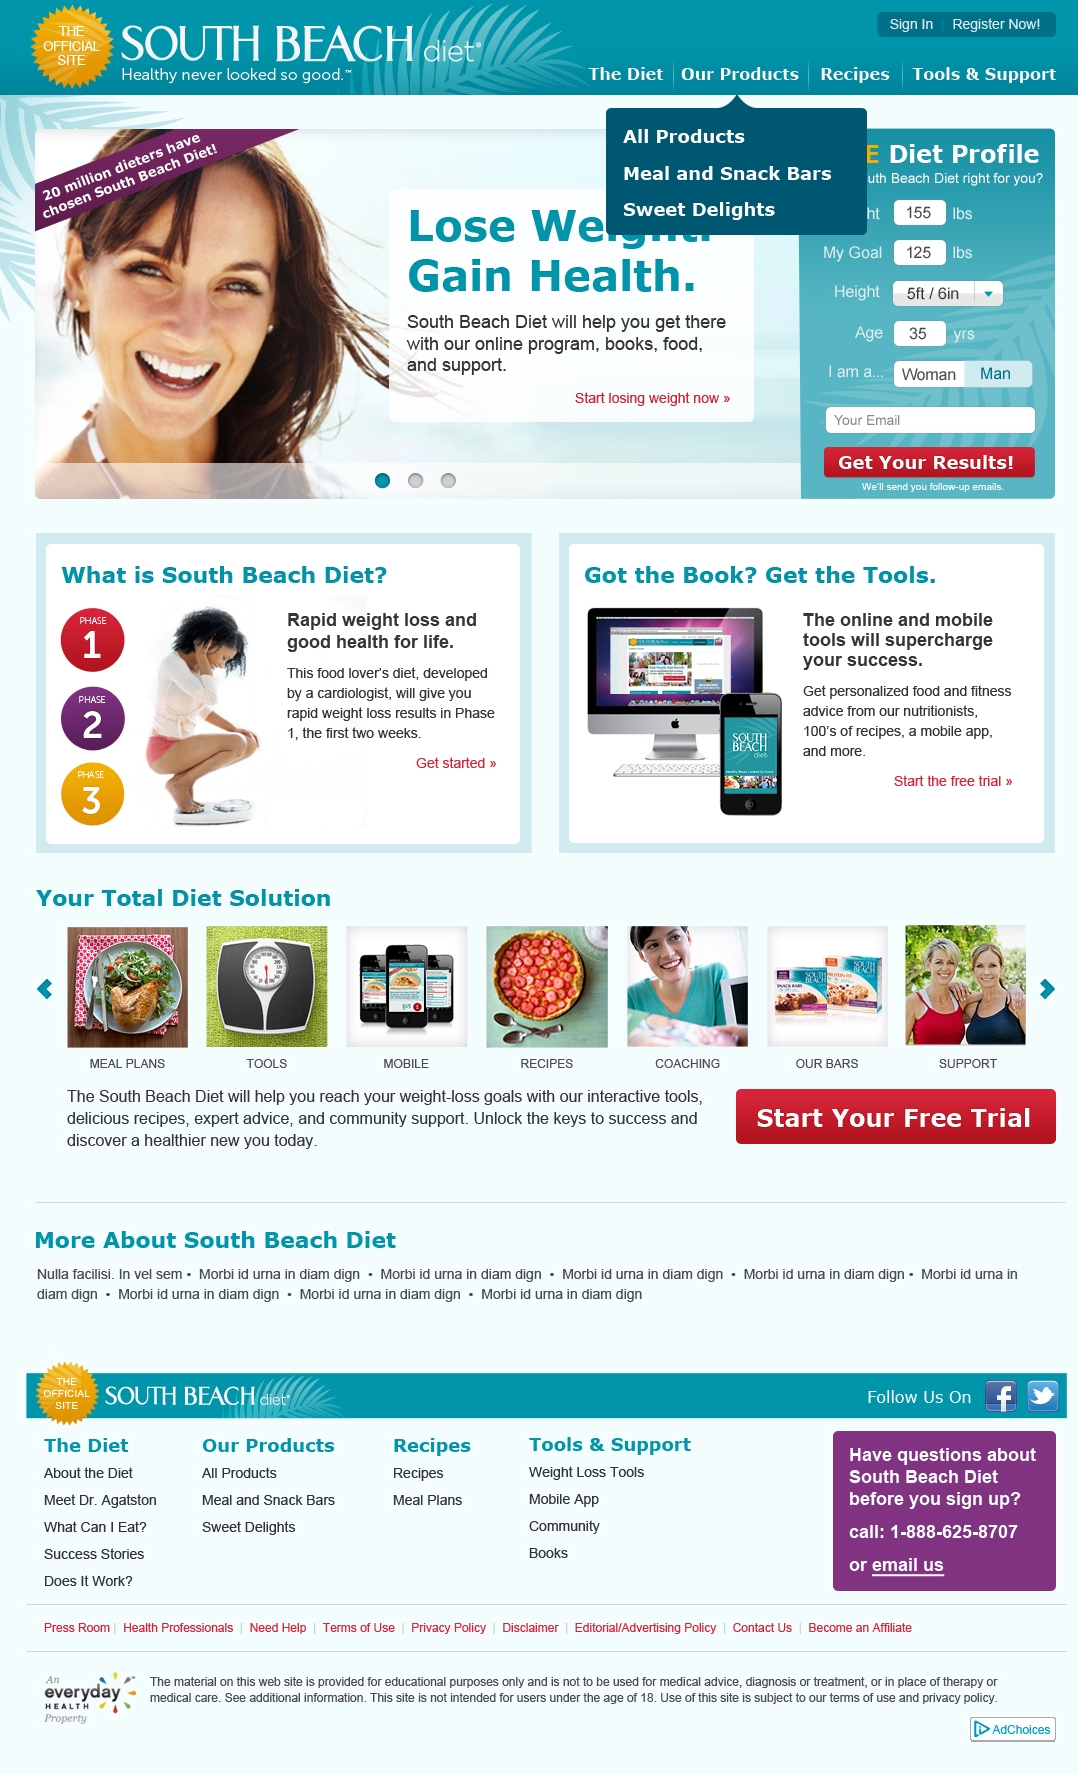 THE
OFFICIAL
SITE
SOUTH BEACH diet®
Healthy never looked so good.™
Sign In | Register Now!
The Diet | Our Products | Recipes | Tools & Support
All Products
Meal and Snack Bars
Sweet Delights
20 million dieters have
chosen South Beach Diet!
Lose Weight.
Gain Health.
South Beach Diet will help you get there
with our online program, books, food,
and support.
Start losing weight now »
E Diet Profile
uth Beach Diet right for you?
ht 155 lbs
My Goal 125 lbs
Height 5ft / 6in
Age 35 yrs
I am a... Woman Man
Your Email
Get Your Results!
We'll send you follow-up emails.
What is South Beach Diet?
PHASE
1
PHASE
2
PHASE
3
Rapid weight loss and
good health for life.
This food lover's diet, developed
by a cardiologist, will give you
rapid weight loss results in Phase
1, the first two weeks.
Get started »
Got the Book? Get the Tools.
SOUTH
BEACH
diet
The online and mobile
tools will supercharge
your success.
Get personalized food and fitness
advice from our nutritionists,
100's of recipes, a mobile app,
and more.
Start the free trial »
Your Total Diet Solution
SOUTH
BEACH
SNACK BARS
SOUTH
BEACH
PROTEIN FIT
MEAL PLANS
TOOLS
MOBILE
RECIPES
COACHING
OUR BARS
SUPPORT
The South Beach Diet will help you reach your weight-loss goals with our interactive tools,
delicious recipes, expert advice, and community support. Unlock the keys to success and
discover a healthier new you today.
Start Your Free Trial
More About South Beach Diet
Nulla facilisi. In vel sem • Morbi id urna in diam dign • Morbi id urna in diam dign • Morbi id urna in diam dign • Morbi id urna in diam dign • Morbi id urna in
diam dign • Morbi id urna in diam dign • Morbi id urna in diam dign • Morbi id urna in diam dign
THE
OFFICIAL
SITE
SOUTH BEACH diet®
Follow Us On
The Diet
About the Diet
Meet Dr. Agatston
What Can I Eat?
Success Stories
Does It Work?
Our Products
All Products
Meal and Snack Bars
Sweet Delights
Recipes
Recipes
Meal Plans
Tools & Support
Weight Loss Tools
Mobile App
Community
Books
Have questions about
South Beach Diet
before you sign up?
call: 1-888-625-8707
or email us
Press Room | Health Professionals | Need Help | Terms of Use | Privacy Policy | Disclaimer | Editorial/Advertising Policy | Contact Us | Become an Affiliate
An
everyday
HEALTH
Property
The material on this web site is provided for educational purposes only and is not to be used for medical advice, diagnosis or treatment, or in place of therapy or
medical care. See additional information. This site is not intended for users under the age of 18. Use of this site is subject to our terms of use and privacy policy.
AdChoices